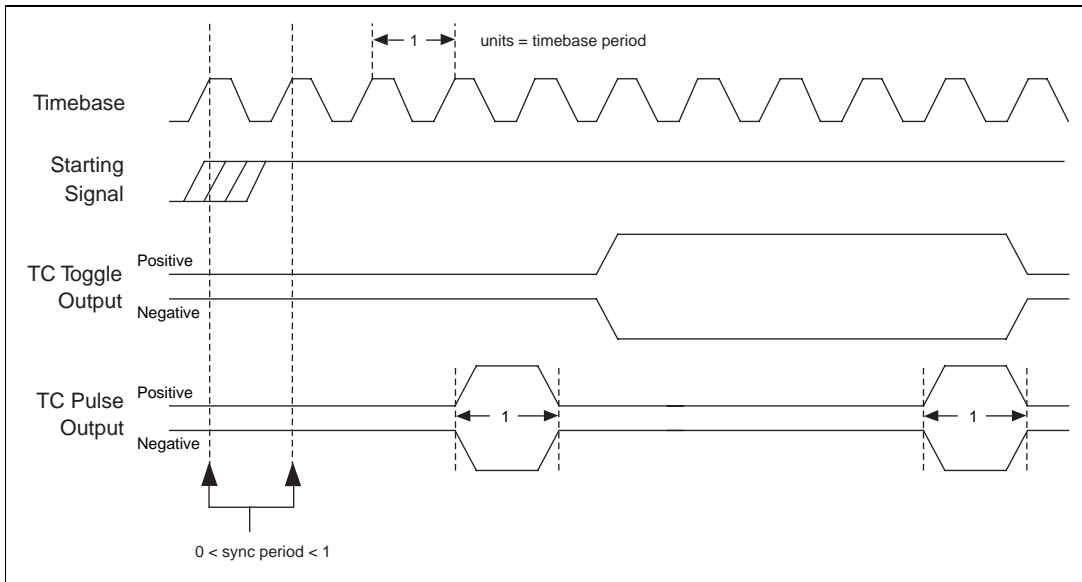 1
units = timebase period
Timebase
Starting
Signal
Positive
TC Toggle
Output
Negative
Positive
TC Pulse
1
1
Output
Negative
0 < sync period < 1